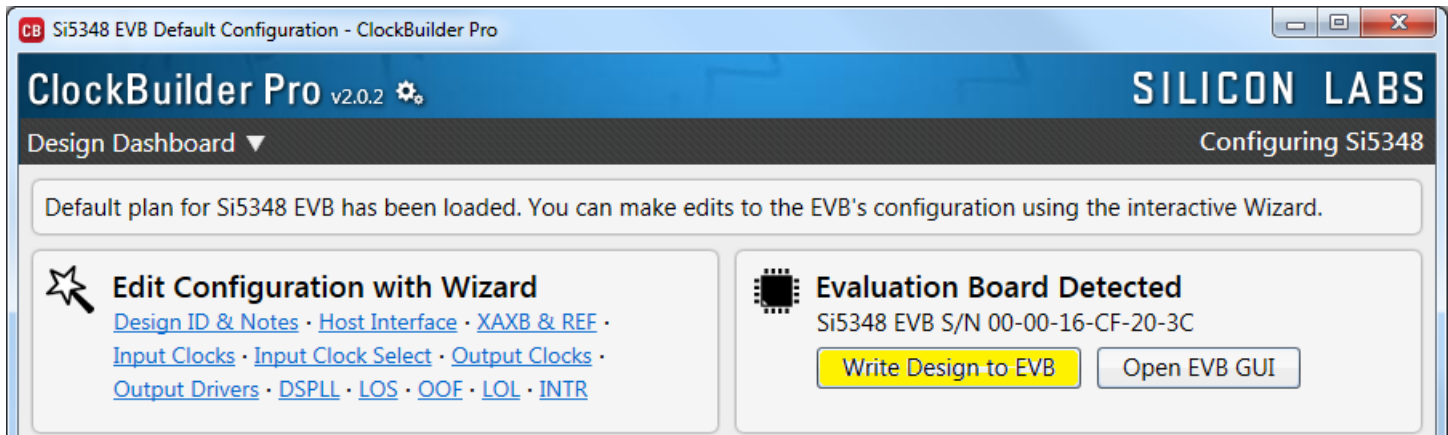 CB Si5348 EVB Default Configuration - ClockBuilder Pro
ClockBuilder Pro v2.0.2
SILICON LABS
Design Dashboard ▼
Configuring Si5348
Default plan for Si5348 EVB has been loaded. You can make edits to the EVB's configuration using the interactive Wizard.
Edit Configuration with Wizard
Design ID & Notes · Host Interface · XAXB & REF ·
Input Clocks · Input Clock Select · Output Clocks ·
Output Drivers · DSPLL · LOS · OOF · LOL · INTR
Evaluation Board Detected
Si5348 EVB S/N 00-00-16-CF-20-3C
Write Design to EVB
Open EVB GUI